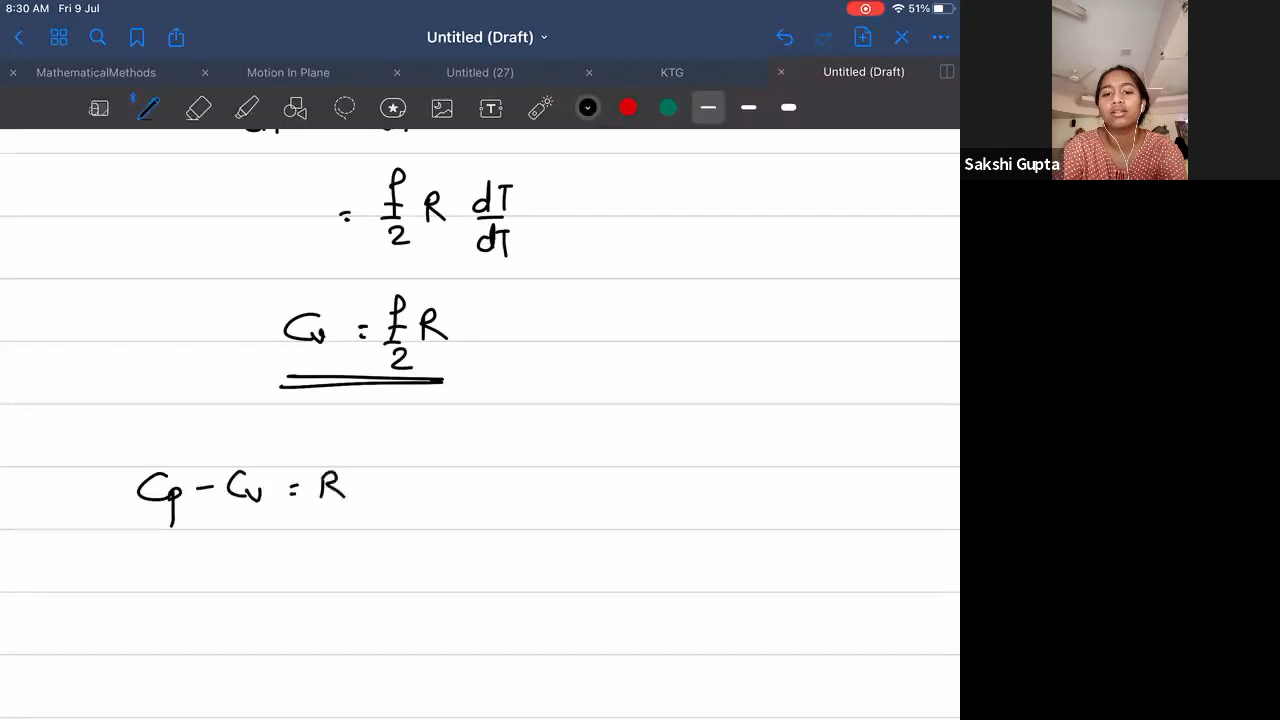 8:30 AM Fri 9 Jul
51%
Untitled (Draft)
MathematicalMethods
Motion In Plane
Untitled (27)
KTG
Untitled (Draft)
T
Sakshi Gupta
= f/2 R dT/dT
Cv = f/2 R
Cp - Cv = R